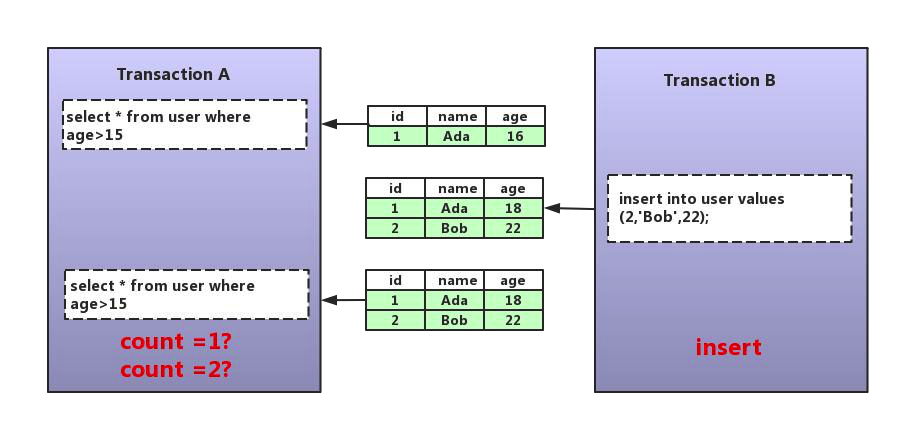 Transaction A
select * from user where
age>15
id name age
1 Ada 16
Transaction B
id name age
1 Ada 18
2 Bob 22
insert into user values
(2,'Bob',22);
select * from user where
age>15
id name age
1 Ada 18
2 Bob 22
count =1?
count =2?
insert